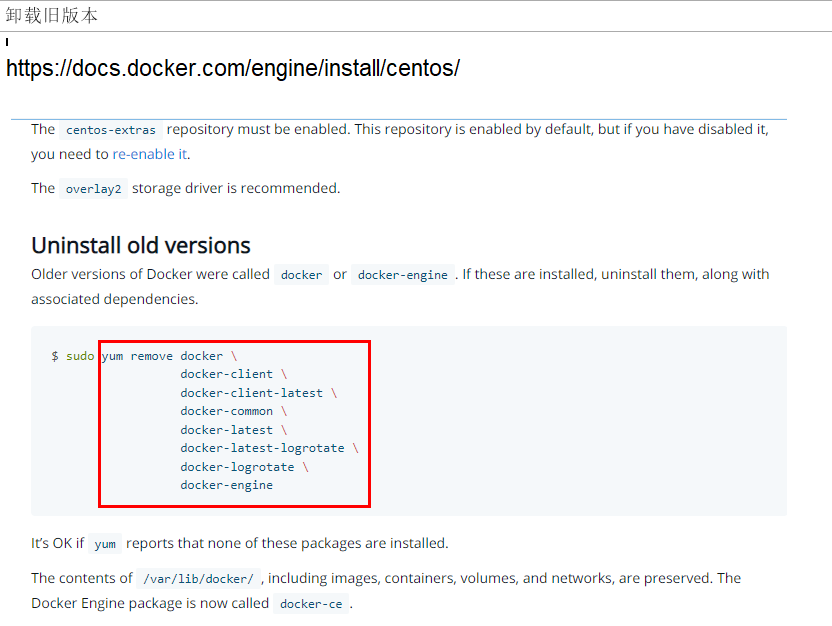 卸载旧版本
https://docs.docker.com/engine/install/centos/
The centos-extras repository must be enabled. This repository is enabled by default, but if you have disabled it,
you need to re-enable it.
The overlay2 storage driver is recommended.
Uninstall old versions
Older versions of Docker were called docker or docker-engine . If these are installed, uninstall them, along with
associated dependencies.
$ sudo yum remove docker \
docker-client \
docker-client-latest \
docker-common \
docker-latest \
docker-latest-logrotate \
docker-logrotate \
docker-engine
It’s OK if yum reports that none of these packages are installed.
The contents of /var/lib/docker/ , including images, containers, volumes, and networks, are preserved. The
Docker Engine package is now called docker-ce .